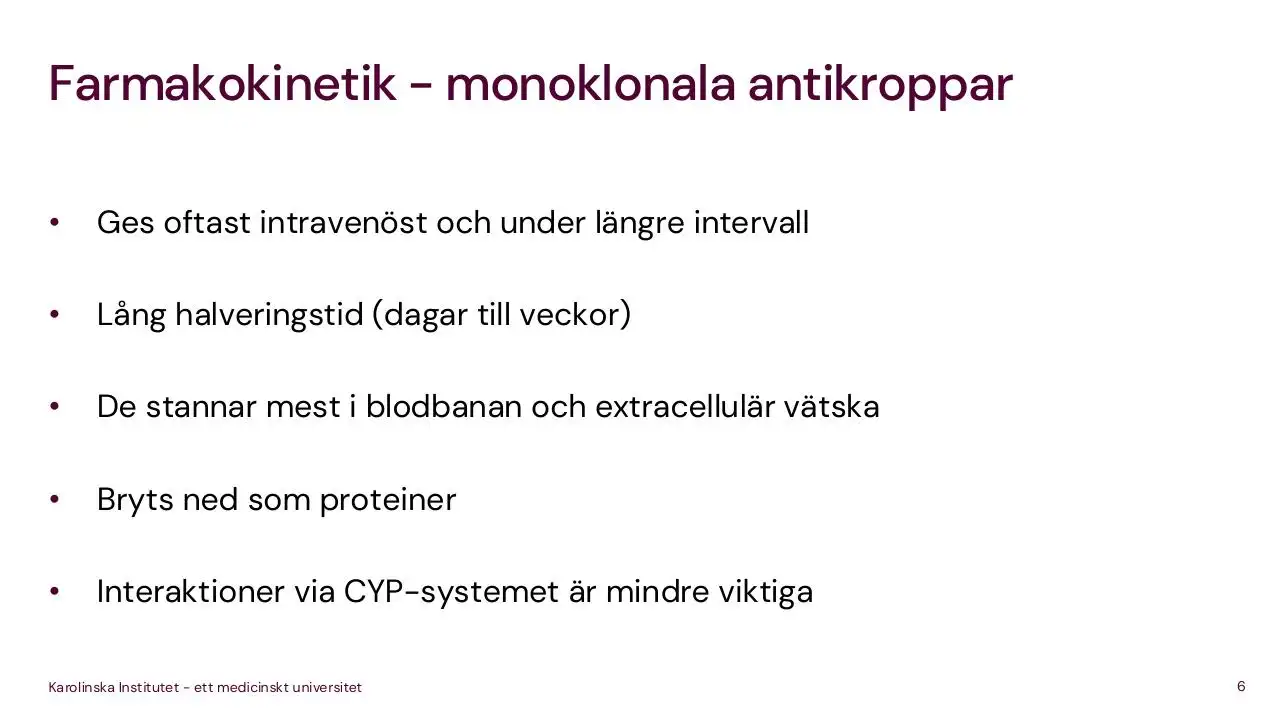 Farmakokinetik - monoklonala antikroppar
• Ges oftast intravenöst och under längre intervall
• Lång halveringstid (dagar till veckor)
• De stannar mest i blodbanan och extracellulär vätska
• Bryts ned som proteiner
• Interaktioner via CYP-systemet är mindre viktiga
Karolinska Institutet - ett medicinskt universitet
6